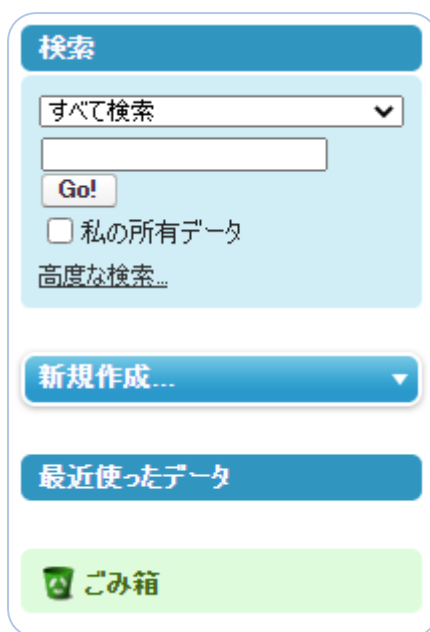 検索
すべて検索
Go!
私の所有データ
高度な検索...
新規作成...
最近使ったデータ
ごみ箱